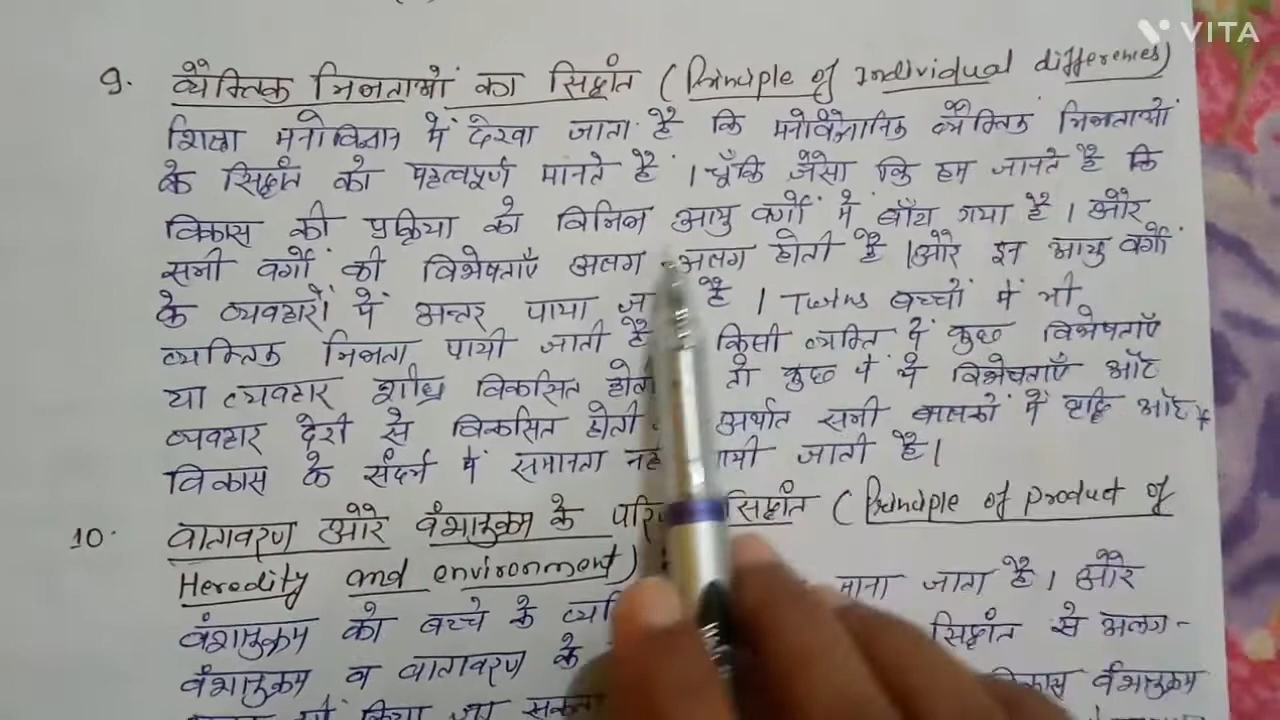 VITA
9. वैयक्तिक भिन्नताओं का सिद्धांत (Principle of individual differences)
शिक्षा मनोविज्ञान में देखा जाता है कि मनोवैज्ञानिक वैयक्तिक भिन्नताओं
के सिद्धांत को महत्वपूर्ण मानते है । चूँकि जैसा कि हम जानते है कि
विकास की प्रक्रिया को विभिन्न आयु वर्गों में बाँटा गया है । और
सभी वर्गों की विशेषताएँ अलग - अलग होती है । और इन आयु वर्गों
के व्यवहारों में अन्तर पाया है । Twins बच्चों में भी
व्यक्तिक भिन्नता पायी जाती है किसी व्यक्ति में कुछ विशेषताएँ
या व्यवहार शीघ्र विकसित होती तो कुछ में ये विशेषताएँ और
व्यवहार देरी से विकसित होती अर्थात सभी बालकों में वृद्धि और
विकास के संदर्भ में समानता जाती है ।
10. वातावरण और वंशानुक्रम के सिद्धांत (Principle of product of
Heredity and environment) :
वंशानुक्रम को बच्चे के माना जाता है । और
वंशानुक्रम व वातावरण के सिद्धांत से अलग -
किया जा सकता वंशानुक्रम